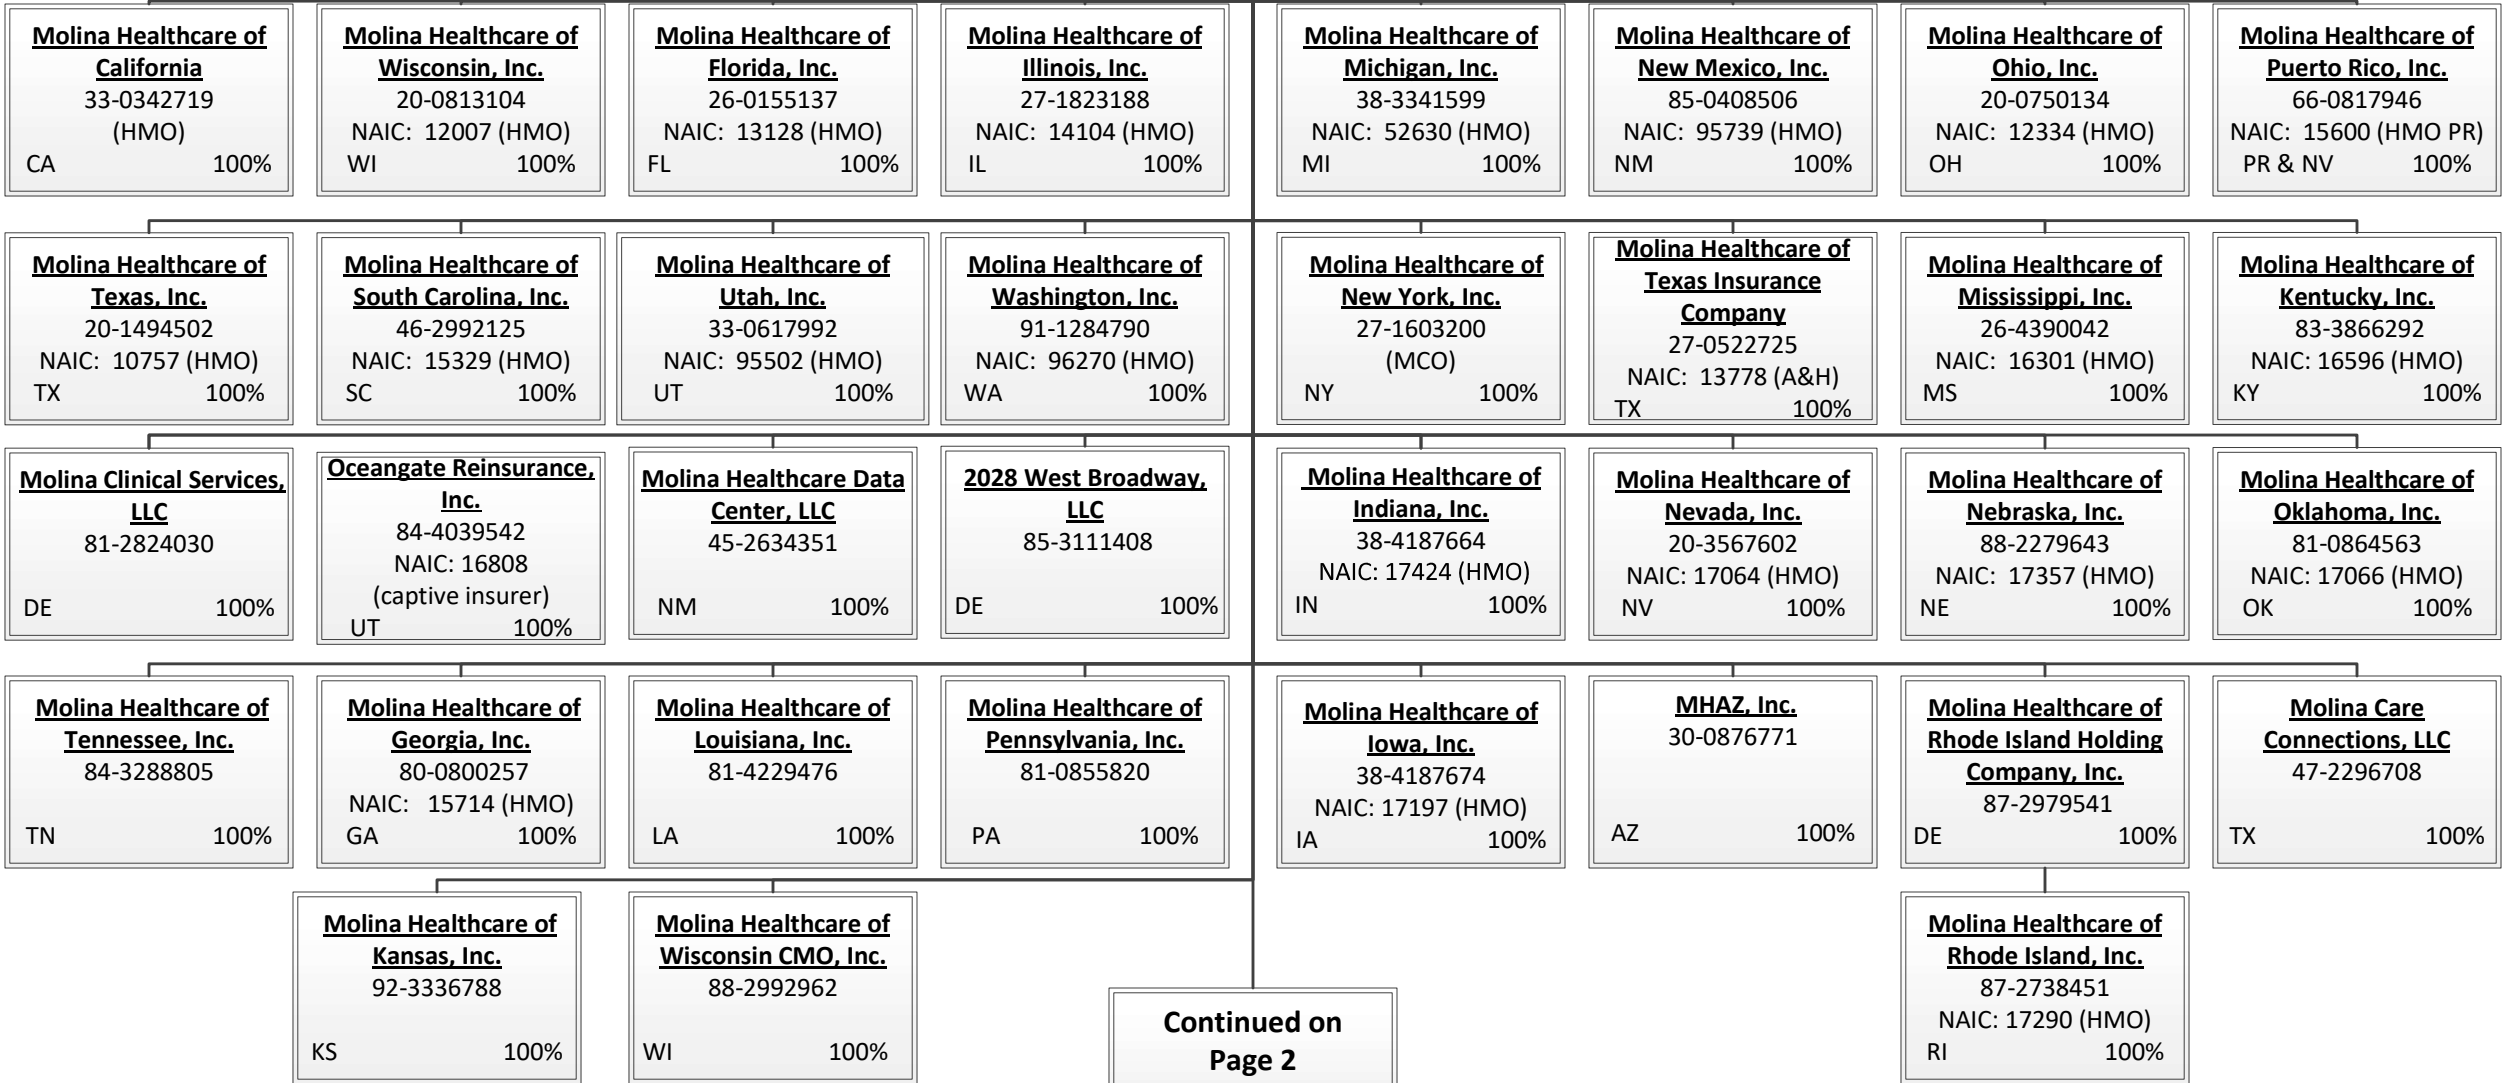 Molina Healthcare of
California
33-0342719
(HMO)
CA 100%
Molina Healthcare of
Wisconsin, Inc.
20-0813104
NAIC: 12007 (HMO)
WI 100%
Molina Healthcare of
Florida, Inc.
26-0155137
NAIC: 13128 (HMO)
FL 100%
Molina Healthcare of
Illinois, Inc.
27-1823188
NAIC: 14104 (HMO)
IL 100%
Molina Healthcare of
Michigan, Inc.
38-3341599
NAIC: 52630 (HMO)
MI 100%
Molina Healthcare of
New Mexico, Inc.
85-0408506
NAIC: 95739 (HMO)
NM 100%
Molina Healthcare of
Ohio, Inc.
20-0750134
NAIC: 12334 (HMO)
OH 100%
Molina Healthcare of
Puerto Rico, Inc.
66-0817946
NAIC: 15600 (HMO PR)
PR & NV 100%
Molina Healthcare of
Texas, Inc.
20-1494502
NAIC: 10757 (HMO)
TX 100%
Molina Healthcare of
South Carolina, Inc.
46-2992125
NAIC: 15329 (HMO)
SC 100%
Molina Healthcare of
Utah, Inc.
33-0617992
NAIC: 95502 (HMO)
UT 100%
Molina Healthcare of
Washington, Inc.
91-1284790
NAIC: 96270 (HMO)
WA 100%
Molina Healthcare of
New York, Inc.
27-1603200
(MCO)
NY 100%
Molina Healthcare of
Texas Insurance
Company
27-0522725
NAIC: 13778 (A&H)
TX 100%
Molina Healthcare of
Mississippi, Inc.
26-4390042
NAIC: 16301 (HMO)
MS 100%
Molina Healthcare of
Kentucky, Inc.
83-3866292
NAIC: 16596 (HMO)
KY 100%
Molina Clinical Services,
LLC
81-2824030
DE 100%
Oceangate Reinsurance,
Inc.
84-4039542
NAIC: 16808
(captive insurer)
UT 100%
Molina Healthcare Data
Center, LLC
45-2634351
NM 100%
2028 West Broadway,
LLC
85-3111408
DE 100%
Molina Healthcare of
Indiana, Inc.
38-4187664
NAIC: 17424 (HMO)
IN 100%
Molina Healthcare of
Nevada, Inc.
20-3567602
NAIC: 17064 (HMO)
NV 100%
Molina Healthcare of
Nebraska, Inc.
88-2279643
NAIC: 17357 (HMO)
NE 100%
Molina Healthcare of
Oklahoma, Inc.
81-0864563
NAIC: 17066 (HMO)
OK 100%
Molina Healthcare of
Tennessee, Inc.
84-3288805
TN 100%
Molina Healthcare of
Georgia, Inc.
80-0800257
NAIC: 15714 (HMO)
GA 100%
Molina Healthcare of
Louisiana, Inc.
81-4229476
LA 100%
Molina Healthcare of
Pennsylvania, Inc.
81-0855820
PA 100%
Molina Healthcare of
Iowa, Inc.
38-4187674
NAIC: 17197 (HMO)
IA 100%
MHAZ, Inc.
30-0876771
AZ 100%
Molina Healthcare of
Rhode Island Holding
Company, Inc.
87-2979541
DE 100%
Molina Care
Connections, LLC
47-2296708
TX 100%
Molina Healthcare of
Kansas, Inc.
92-3336788
KS 100%
Molina Healthcare of
Wisconsin CMO, Inc.
88-2992962
WI 100%
Continued on
Page 2
Molina Healthcare of
Rhode Island, Inc.
87-2738451
NAIC: 17290 (HMO)
RI 100%